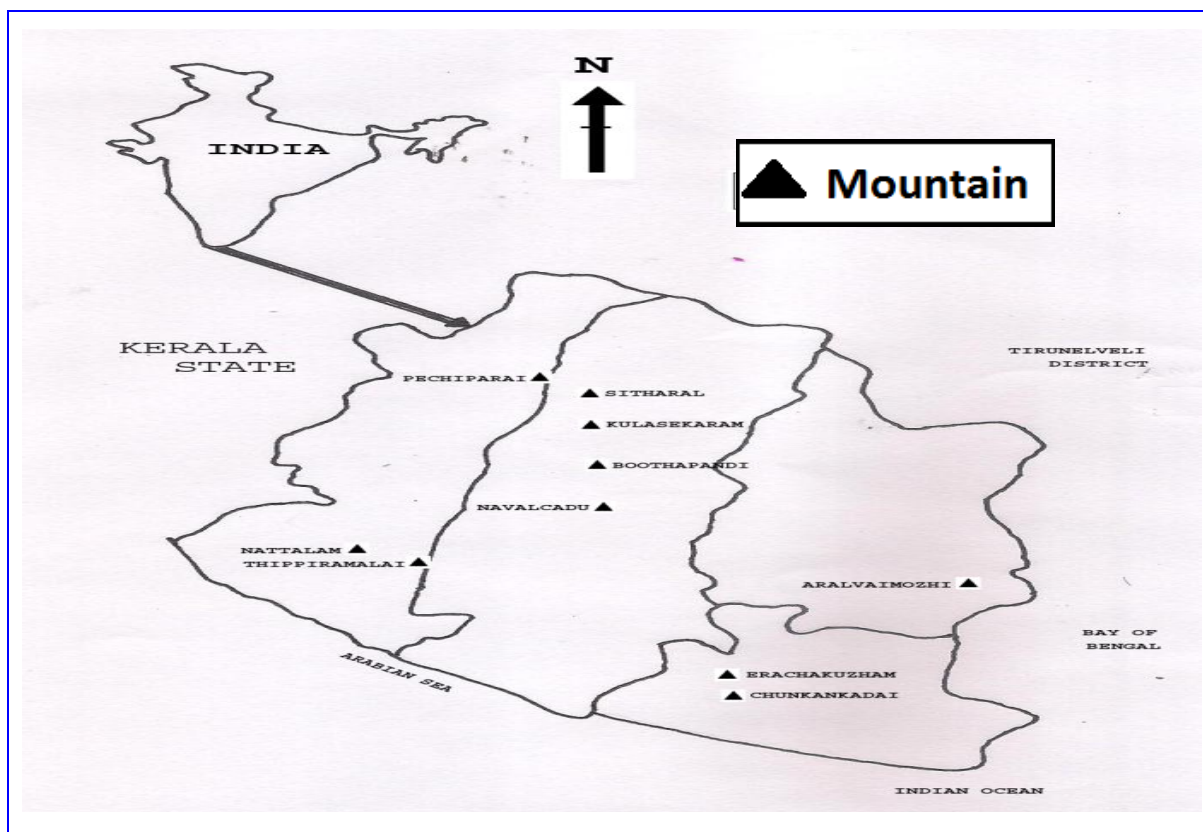 N
INDIA
Mountain
KERALA
STATE
TIRUNELVELI
DISTRICT
PECHIPARAI
SITHARAL
KULASEKARAM
BOOTHAPANDI
NAVALCADU
NATTALAM
THIPPIRAMALAI
ARALVAIMOZHI
BAY OF
BENGAL
ARABIAN SEA
ERACHAKUZHAM
CHUNKANKADAI
INDIAN OCEAN